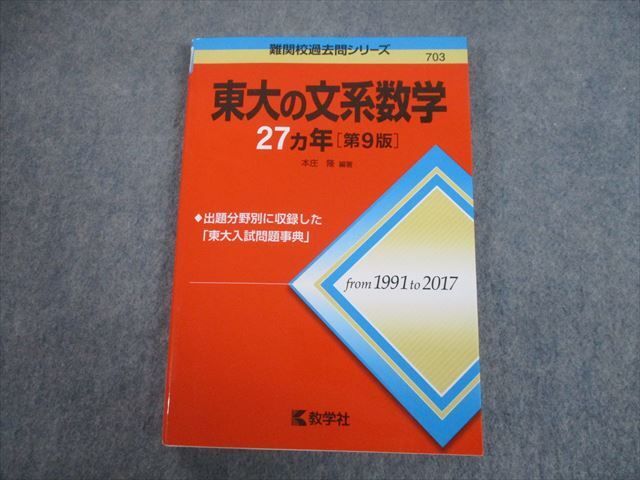 難関校過去問シリーズ
703
東大の文系数学
27カ年[第9版]
本庄 隆 編著
◆出題分野別に収録した
「東大入試問題事典」
from 1991 to 2017
教学社